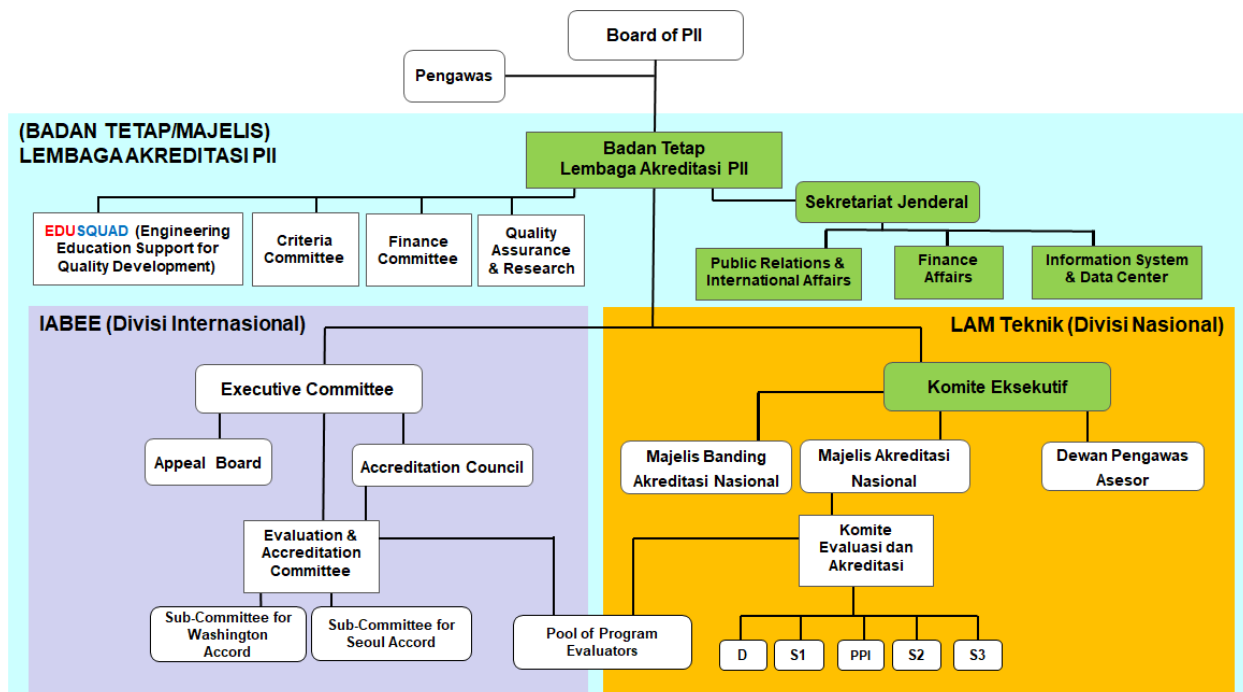 Board of PII
Pengawas
(BADAN TETAP/MAJELIS)
LEMBAGA AKREDITASI PII
Badan Tetap
Lembaga Akreditasi PII
Sekretariat Jenderal
EDUSQUAD (Engineering
Education Support for
Quality Development)
Criteria
Committee
Finance
Committee
Quality
Assurance
& Research
Public Relations &
International Affairs
Finance
Affairs
Information System
& Data Center
IABEE (Divisi Internasional)
LAM Teknik (Divisi Nasional)
Executive Committee
Komite Eksekutif
Appeal Board
Accreditation Council
Majelis Banding
Akreditasi Nasional
Majelis Akreditasi
Nasional
Dewan Pengawas
Asesor
Evaluation &
Accreditation
Committee
Komite
Evaluasi dan
Akreditasi
Sub-Committee for
Washington
Accord
Sub-Committee for
Seoul Accord
Pool of Program
Evaluators
D
S1
PPI
S2
S3